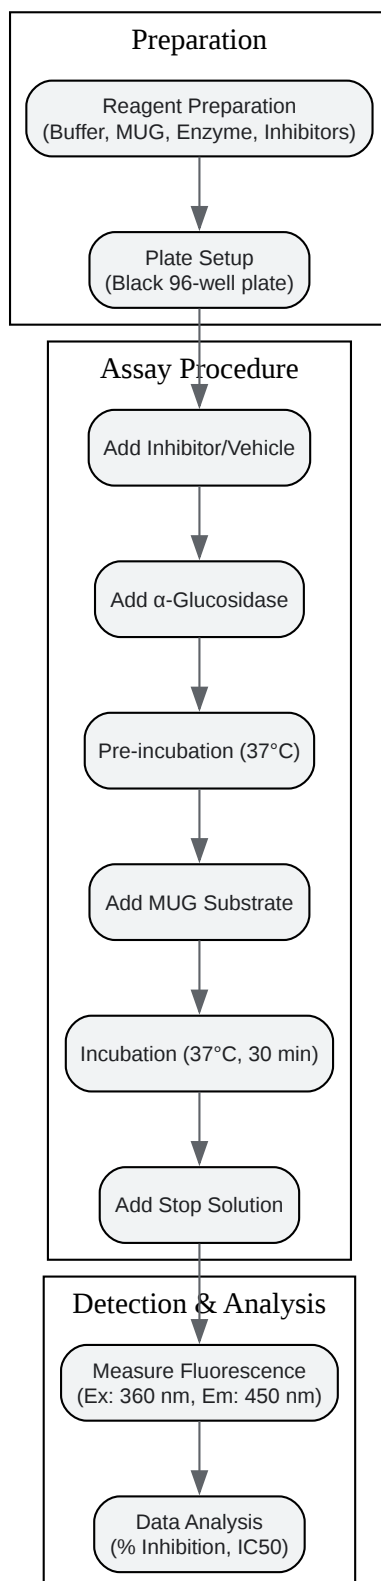 Preparation
Reagent Preparation
(Buffer, MUG, Enzyme, Inhibitors)
Plate Setup
(Black 96-well plate)
Assay Procedure
Add Inhibitor/Vehicle
Add α-Glucosidase
Pre-incubation (37°C)
Add MUG Substrate
Incubation (37°C, 30 min)
Add Stop Solution
Detection & Analysis
Measure Fluorescence
(Ex: 360 nm, Em: 450 nm)
Data Analysis
(% Inhibition, IC50)